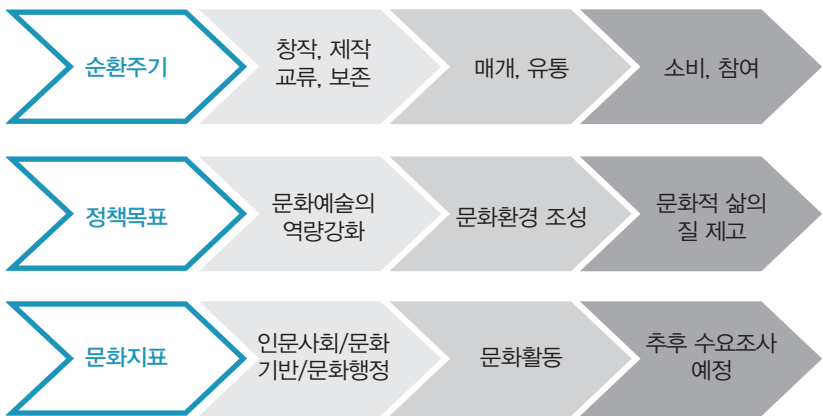 순환주기
창작, 제작
교류, 보존
매개, 유통
소비, 참여
정책목표
문화예술의
역량강화
문화환경 조성
문화적 삶의
질 제고
문화지표
인문사회/문화
기반/문화행정
문화활동
추후 수요조사
예정